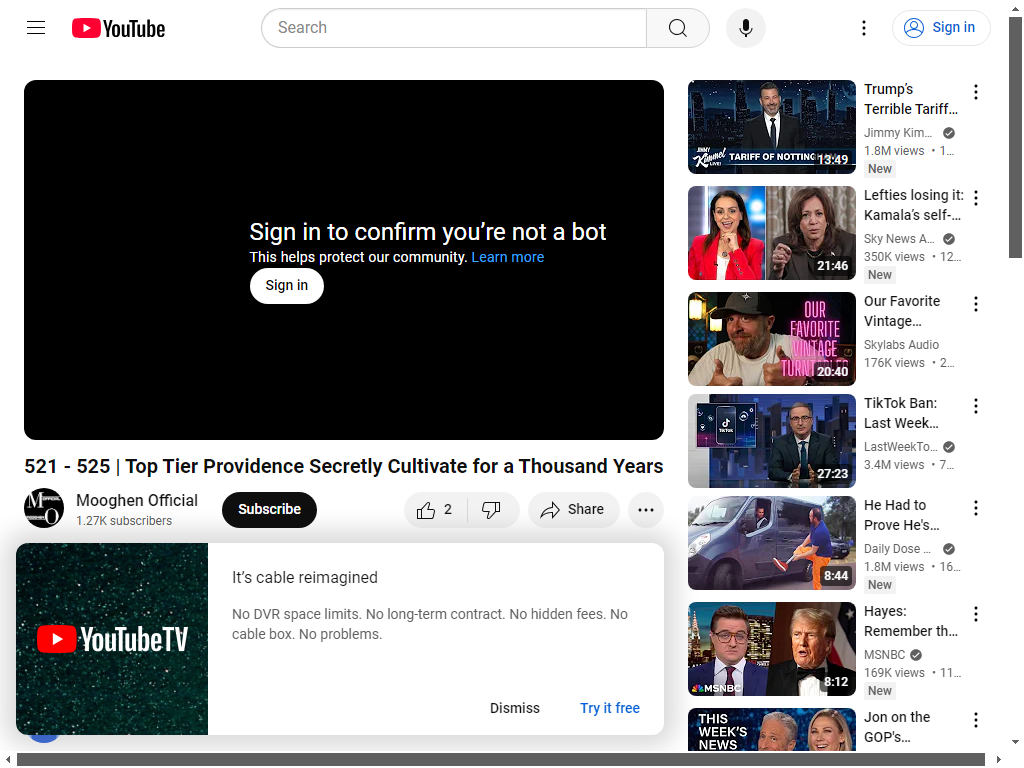 YouTube
Search
Sign in
Sign in to confirm you’re not a bot
This helps protect our community. Learn more
Sign in
521 - 525 | Top Tier Providence Secretly Cultivate for a Thousand Years
Mooghen Official
1.27K subscribers
Subscribe
2
Share
YouTubeTV
It’s cable reimagined
No DVR space limits. No long-term contract. No hidden fees. No
cable box. No problems.
Dismiss
Try it free
JIMMY
Kimmel
LIVE!
TARIFF OF NOTTING
13:49
Trump’s
Terrible Tariff…
Jimmy Kim…
1.8M views • 1…
New
21:46
Lefties losing it:
Kamala’s self-…
Sky News A…
350K views • 12…
New
OUR
FAVORITE
VINTAGE
TURNTABLES
20:40
Our Favorite
Vintage…
Skylabs Audio
176K views • 2…
TikTok
27:23
TikTok Ban:
Last Week…
LastWeekTo…
3.4M views • 7…
8:44
He Had to
Prove He's…
Daily Dose …
1.8M views • 16…
New
MSNBC
8:12
Hayes:
Remember th…
MSNBC
169K views • 11…
New
THIS
WEEK'S
NEWS
Jon on the
GOP's…